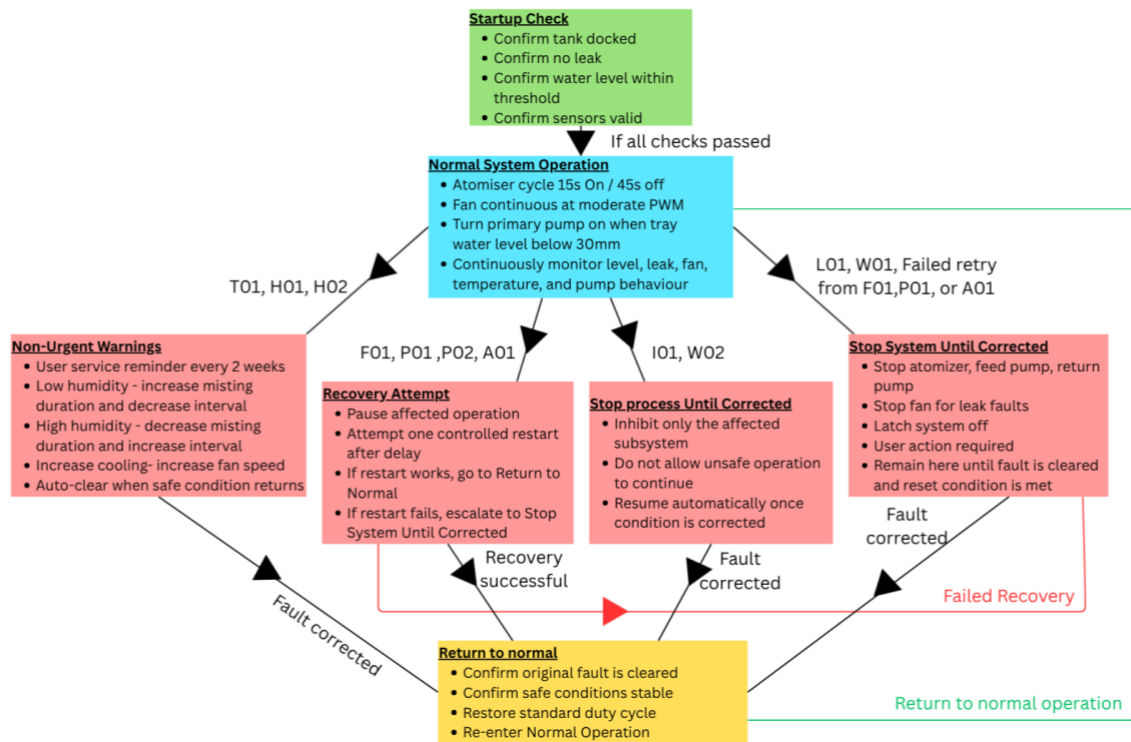 Startup Check
• Confirm tank docked
• Confirm no leak
• Confirm water level within
threshold
• Confirm sensors valid
If all checks passed
Normal System Operation
• Atomiser cycle 15s On / 45s off
• Fan continuous at moderate PWM
• Turn primary pump on when tray
water level below 30mm
• Continuously monitor level, leak, fan,
temperature, and pump behaviour
T01, H01, H02
F01, P01 ,P02, A01
I01, W02
L01, W01, Failed retry
from F01,P01, or A01
Non-Urgent Warnings
• User service reminder every 2 weeks
• Low humidity - increase misting
duration and decrease interval
• High humidity - decrease misting
duration and increase interval
• Increase cooling- increase fan speed
• Auto-clear when safe condition returns
Recovery Attempt
• Pause affected operation
• Attempt one controlled restart
after delay
• If restart works, go to Return to
Normal
• If restart fails, escalate to Stop
System Until Corrected
Stop process Until Corrected
• Inhibit only the affected
subsystem
• Do not allow unsafe operation
to continue
• Resume automatically once
condition is corrected
Stop System Until Corrected
• Stop atomizer, feed pump, return
pump
• Stop fan for leak faults
• Latch system off
• User action required
• Remain here until fault is cleared
and reset condition is met
Fault corrected
Recovery
successful
Fault
corrected
Fault
corrected
Failed Recovery
Return to normal
• Confirm original fault is cleared
• Confirm safe conditions stable
• Restore standard duty cycle
• Re-enter Normal Operation
Return to normal operation